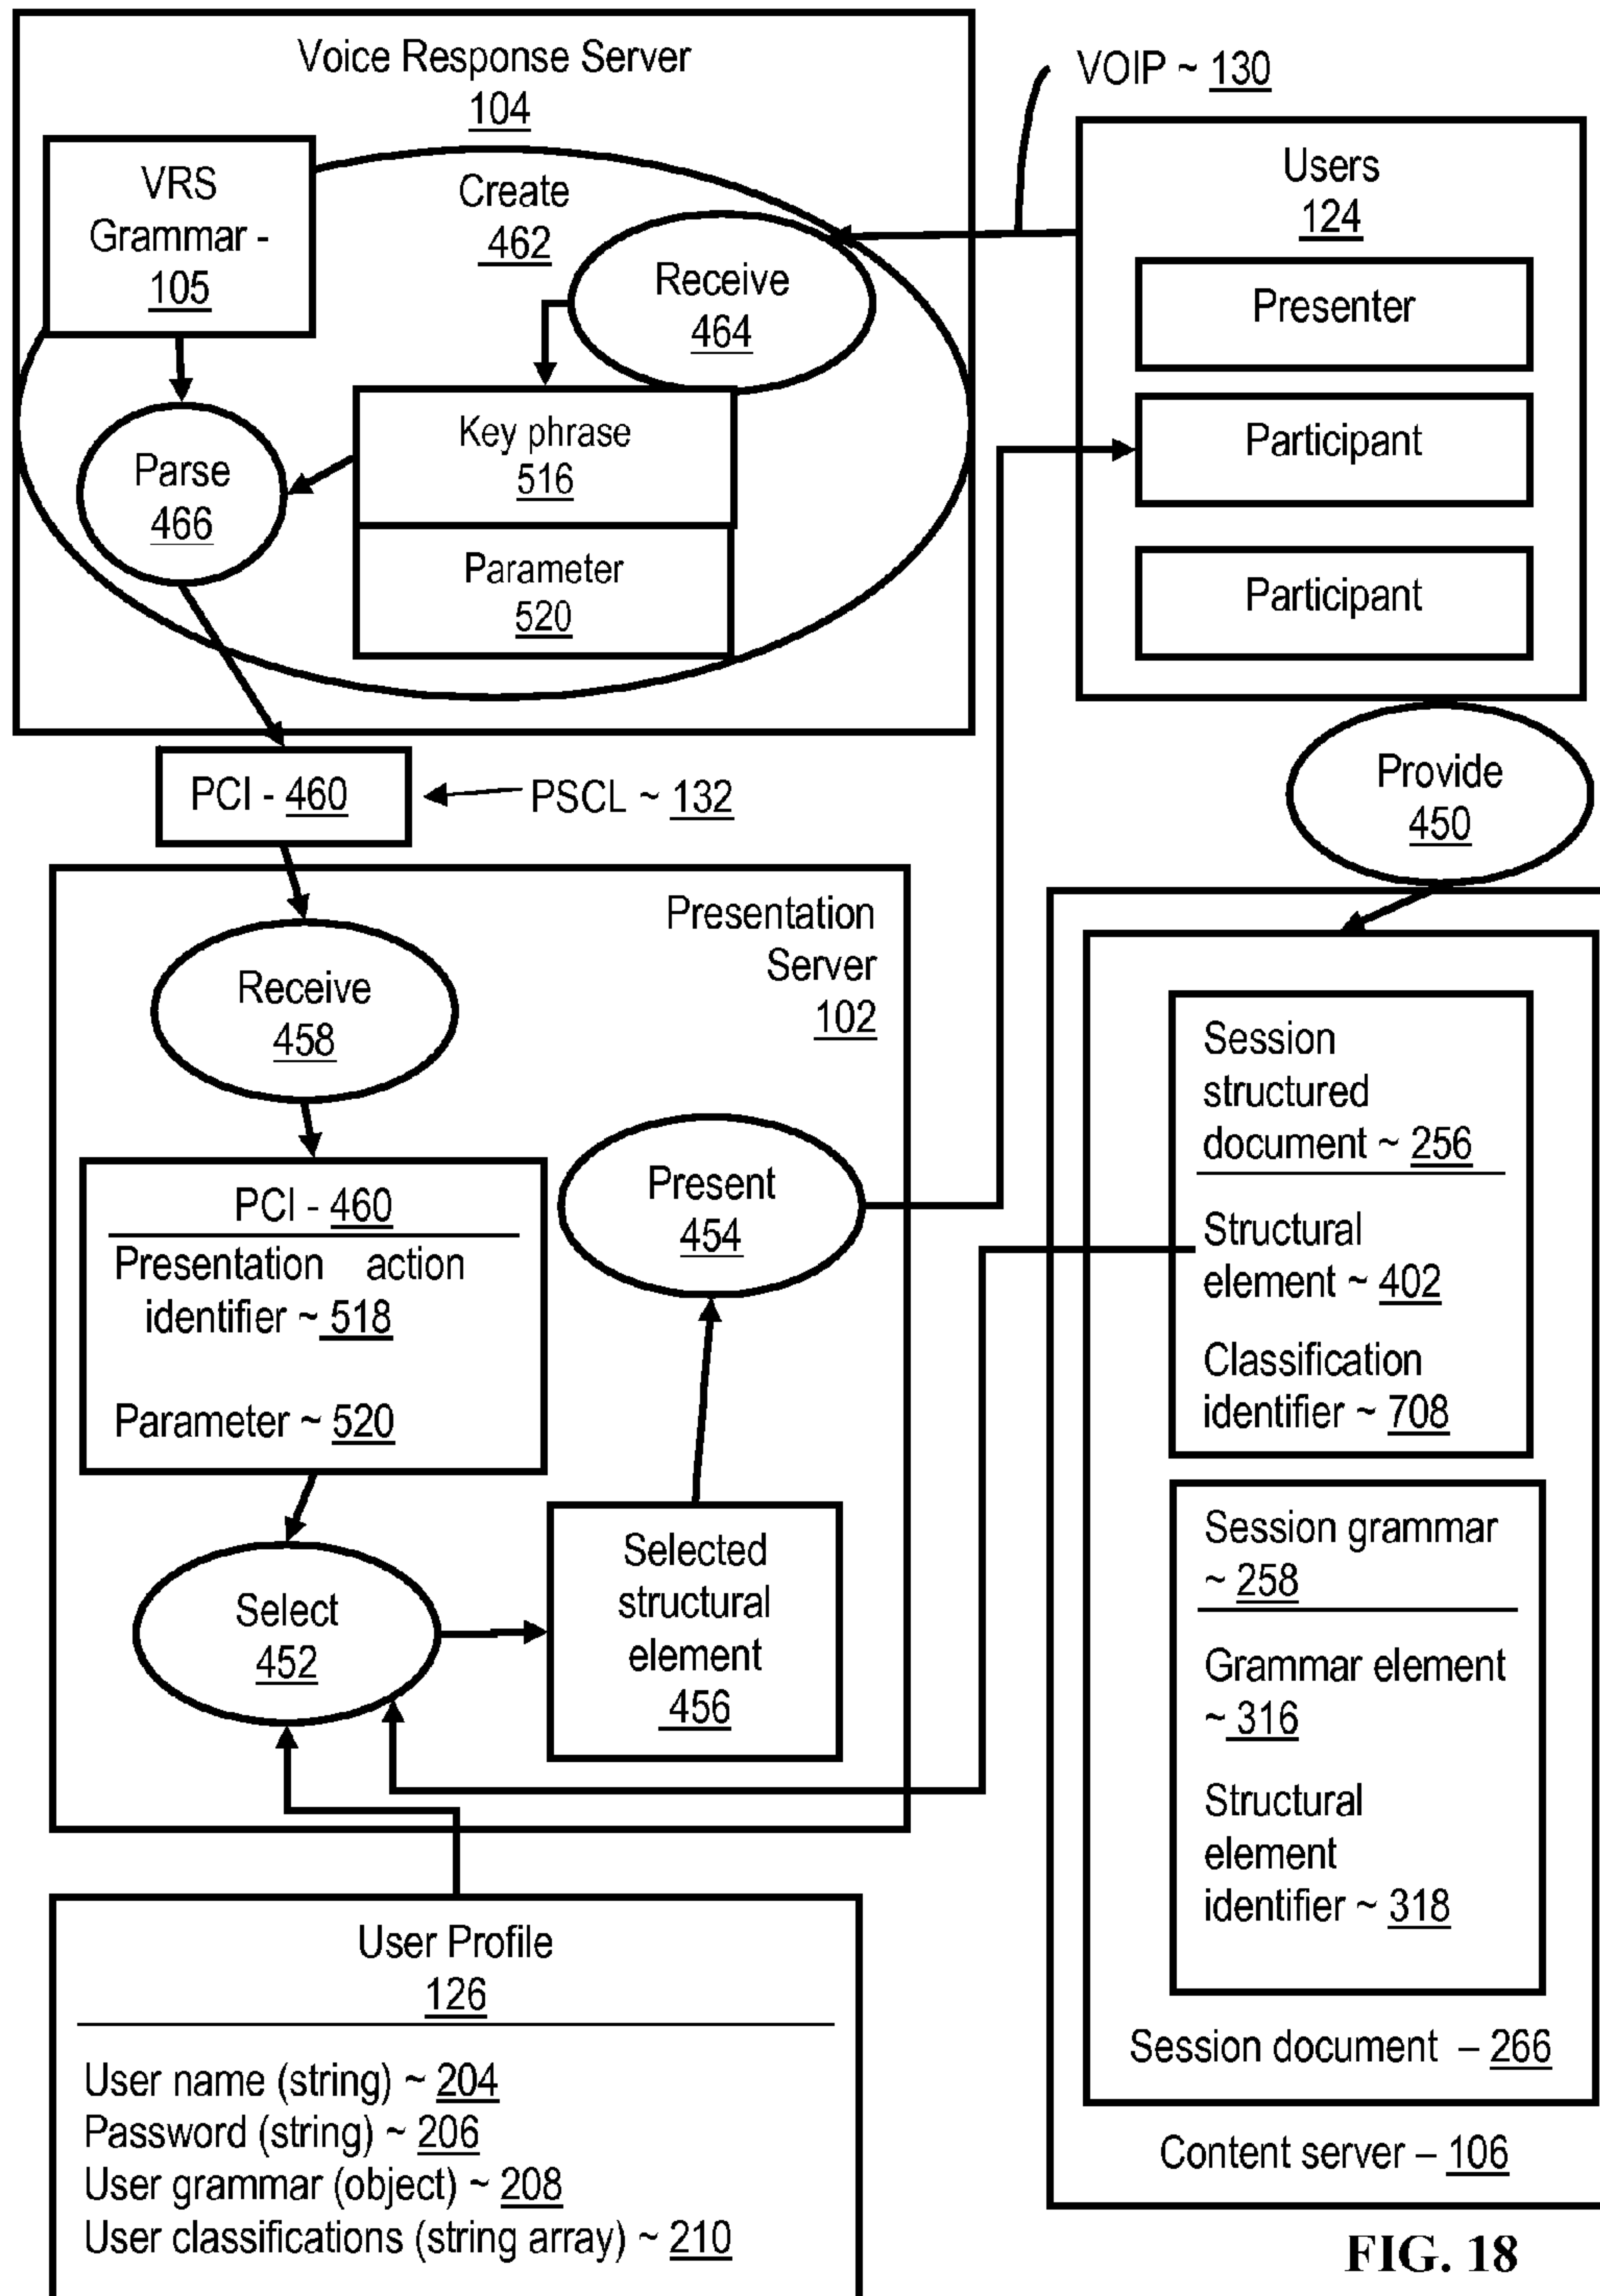 Voice Response Server
104
VOIP ~ 130
VRS
Grammar -
105
Create
462
Receive
464
Key phrase
516
Parse
466
Parameter
520
Users
124
Presenter
Participant
Participant
PCI - 460
PSCL ~ 132
Provide
450
Presentation
Server
102
Receive
458
PCI - 460
Presentation action
identifier ~ 518
Parameter ~ 520
Present
454
Select
452
Selected
structural
element
456
Session
structured
document ~ 256
Structural
element ~ 402
Classification
identifier ~ 708
Session grammar
~ 258
Grammar element
~ 316
Structural
element
identifier ~ 318
Session document – 266
Content server – 106
User Profile
126
User name (string) ~ 204
Password (string) ~ 206
User grammar (object) ~ 208
User classifications (string array) ~ 210
FIG. 18